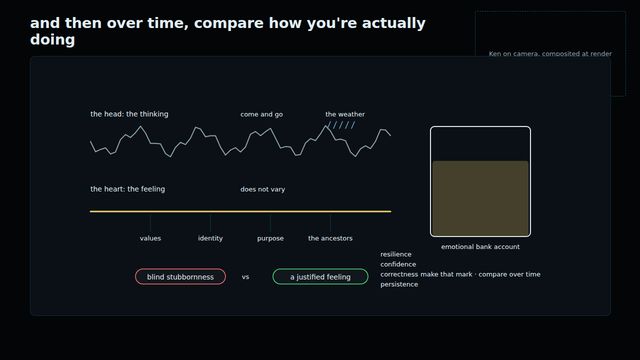 and then over time, compare how you're actually
doing
Ken on camera, composited at render
the head: the thinking
come and go
the weather
the heart: the feeling
does not vary
values
identity
purpose
the ancestors
emotional bank account
resilience
confidence
correctness make that mark · compare over time
persistence
blind stubbornness
vs
a justified feeling